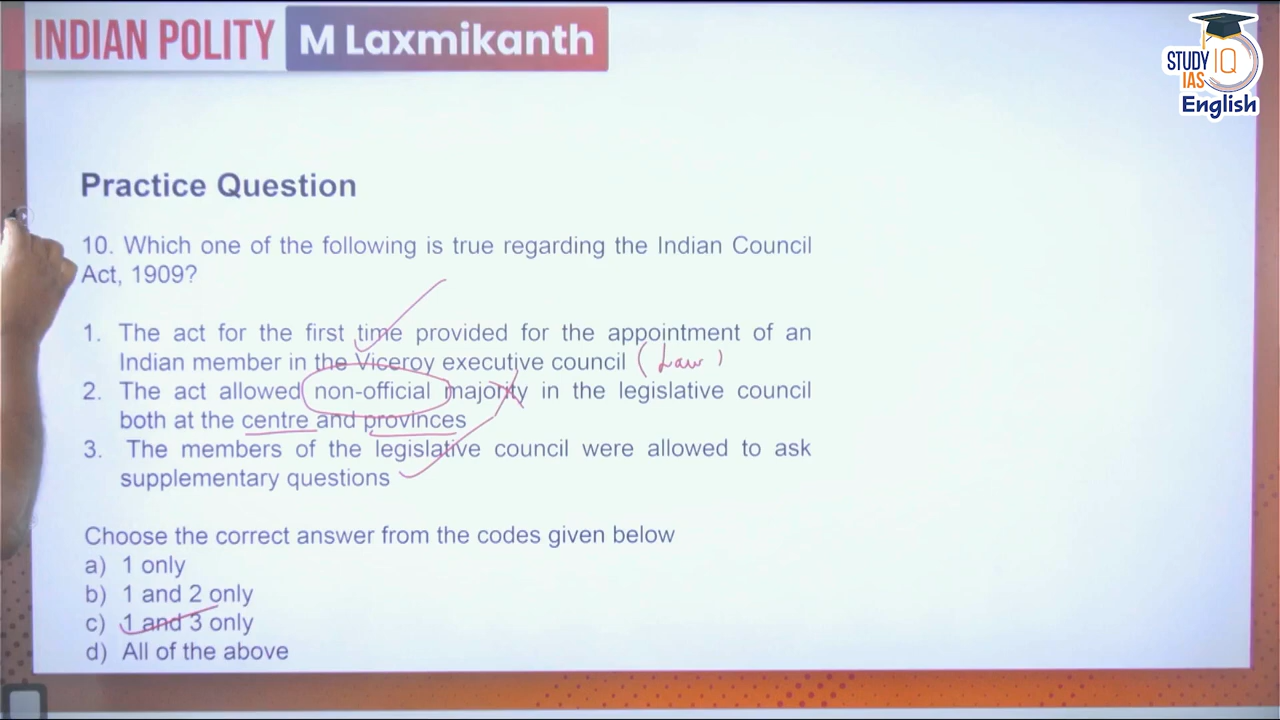 INDIAN POLITY M Laxmikanth
STUDY IQ
IAS
English
Practice Question
10. Which one of the following is true regarding the Indian Council
Act, 1909?
1. The act for the first time provided for the appointment of an
Indian member in the Viceroy executive council (Law)
2. The act allowed non-official majority in the legislative council
both at the centre and provinces
3. The members of the legislative council were allowed to ask
supplementary questions
Choose the correct answer from the codes given below
a) 1 only
b) 1 and 2 only
c) 1 and 3 only
d) All of the above